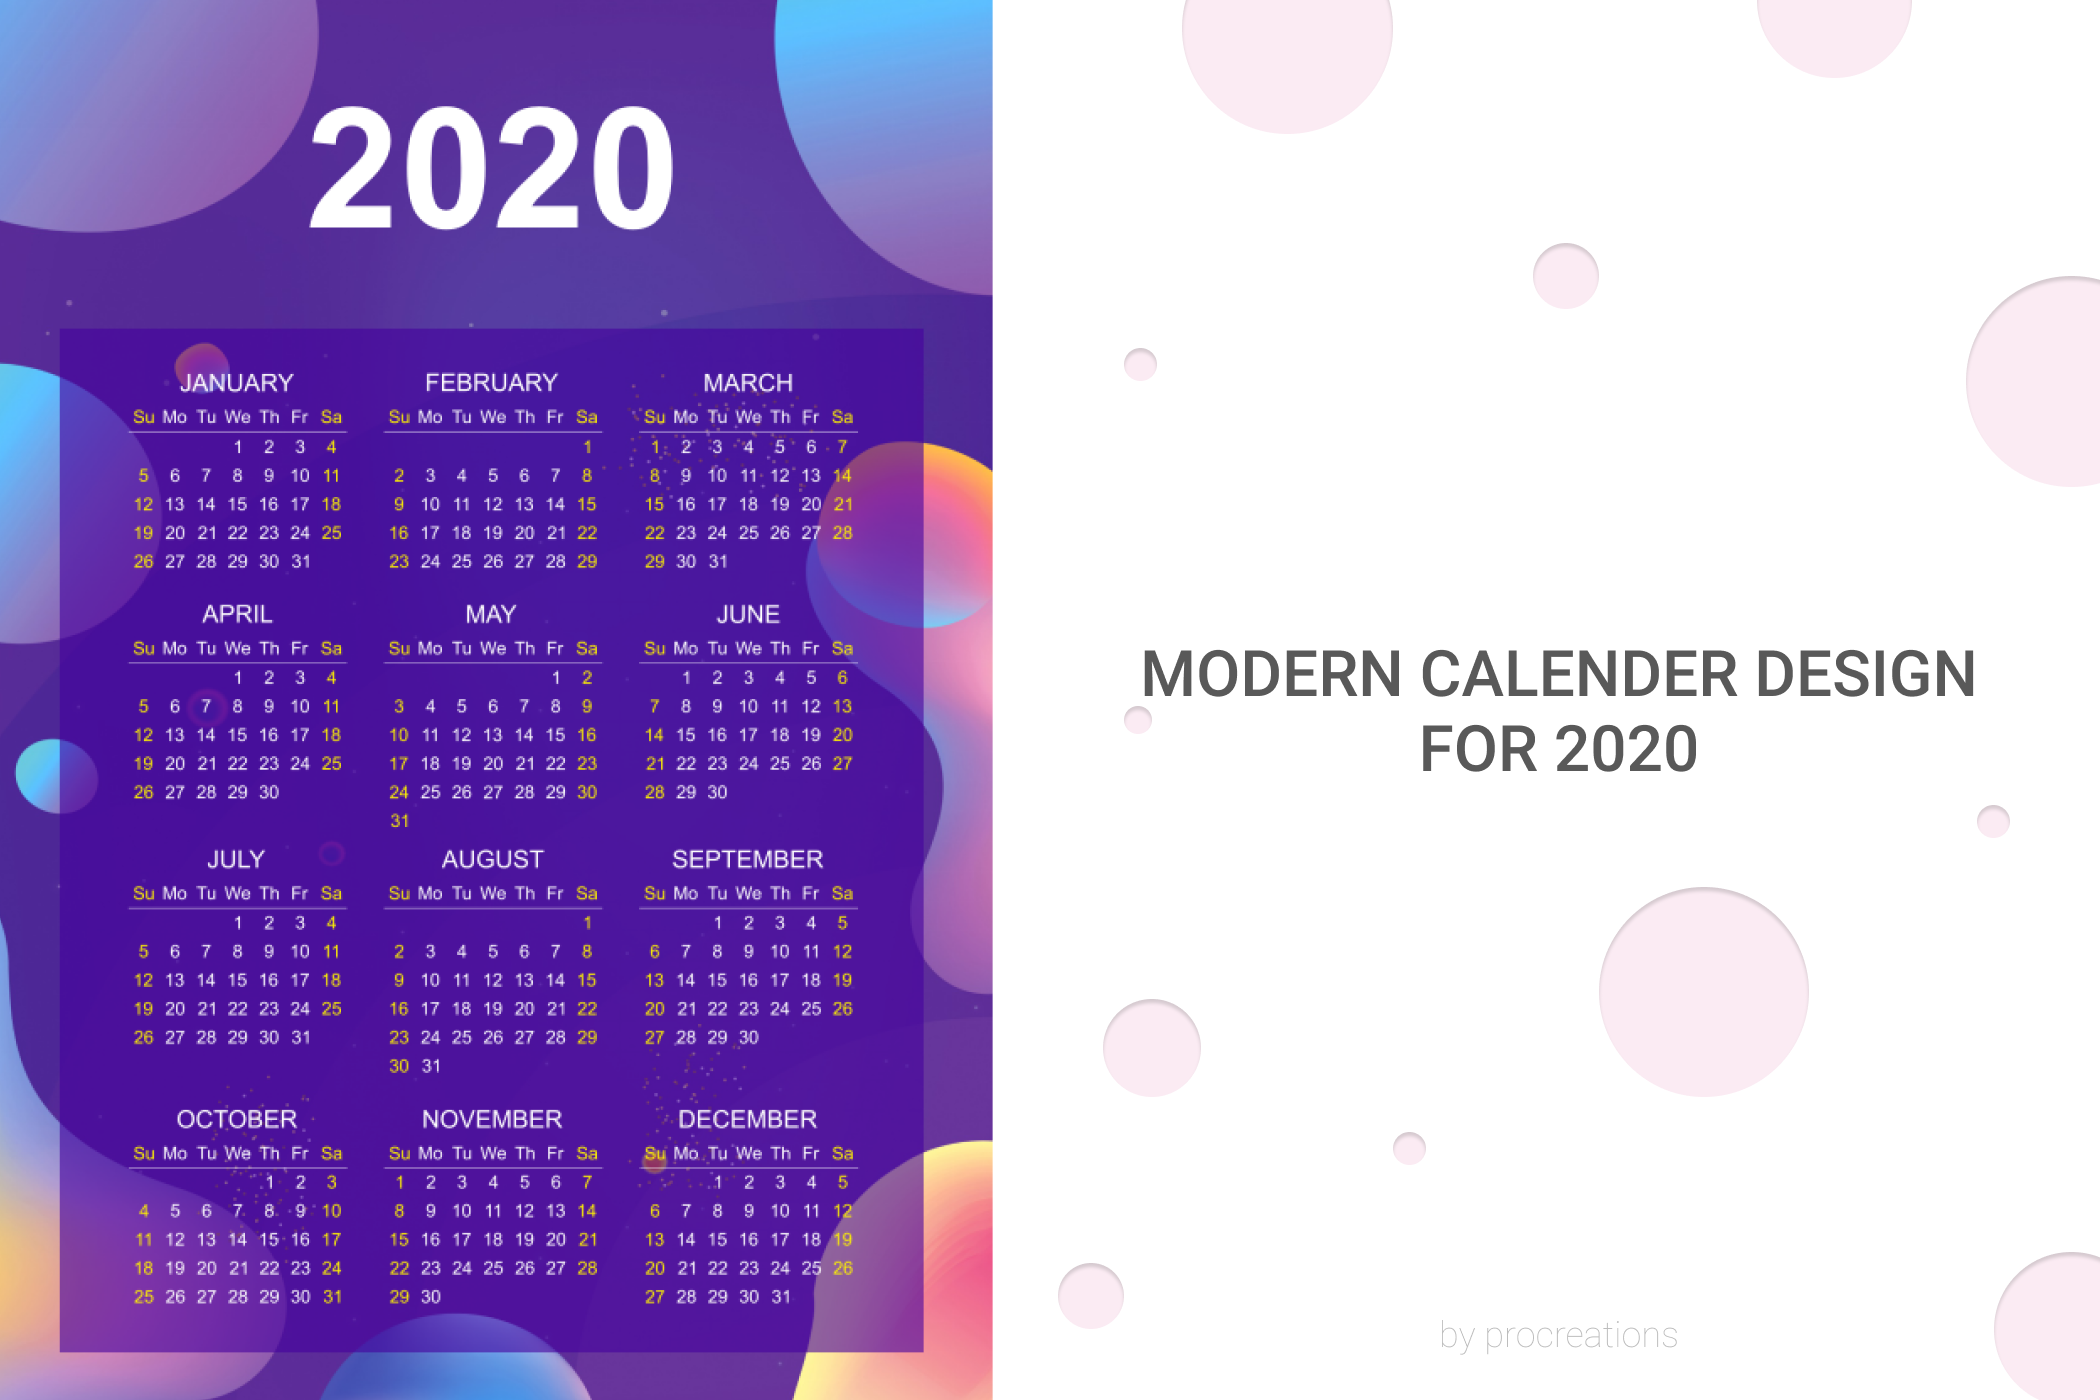 2020
JANUARY
Su Mo Tu We Th Fr Sa
1 2 3 4
5 6 7 8 9 10 11
12 13 14 15 16 17 18
19 20 21 22 23 24 25
26 27 28 29 30 31
FEBRUARY
Su Mo Tu We Th Fr Sa
1
2 3 4 5 6 7 8
9 10 11 12 13 14 15
16 17 18 19 20 21 22
23 24 25 26 27 28 29
MARCH
Su Mo Tu We Th Fr Sa
1 2 3 4 5 6 7
8 9 10 11 12 13 14
15 16 17 18 19 20 21
22 23 24 25 26 27 28
29 30 31
APRIL
Su Mo Tu We Th Fr Sa
1 2 3 4
5 6 7 8 9 10 11
12 13 14 15 16 17 18
19 20 21 22 23 24 25
26 27 28 29 30
MAY
Su Mo Tu We Th Fr Sa
1 2
3 4 5 6 7 8 9
10 11 12 13 14 15 16
17 18 19 20 21 22 23
24 25 26 27 28 29 30
31
JUNE
Su Mo Tu We Th Fr Sa
1 2 3 4 5 6
7 8 9 10 11 12 13
14 15 16 17 18 19 20
21 22 23 24 25 26 27
28 29 30
JULY
Su Mo Tu We Th Fr Sa
1 2 3 4
5 6 7 8 9 10 11
12 13 14 15 16 17 18
19 20 21 22 23 24 25
26 27 28 29 30 31
AUGUST
Su Mo Tu We Th Fr Sa
1
2 3 4 5 6 7 8
9 10 11 12 13 14 15
16 17 18 19 20 21 22
23 24 25 26 27 28 29
30 31
SEPTEMBER
Su Mo Tu We Th Fr Sa
1 2 3 4 5
6 7 8 9 10 11 12
13 14 15 16 17 18 19
20 21 22 23 24 25 26
27 28 29 30
OCTOBER
Su Mo Tu We Th Fr Sa
1 2 3
4 5 6 7 8 9 10
11 12 13 14 15 16 17
18 19 20 21 22 23 24
25 26 27 28 29 30 31
NOVEMBER
Su Mo Tu We Th Fr Sa
1 2 3 4 5 6 7
8 9 10 11 12 13 14
15 16 17 18 19 20 21
22 23 24 25 26 27 28
29 30
DECEMBER
Su Mo Tu We Th Fr Sa
1 2 3 4 5
6 7 8 9 10 11 12
13 14 15 16 17 18 19
20 21 22 23 24 25 26
27 28 29 30 31
MODERN CALENDER DESIGN
FOR 2020
by procreations